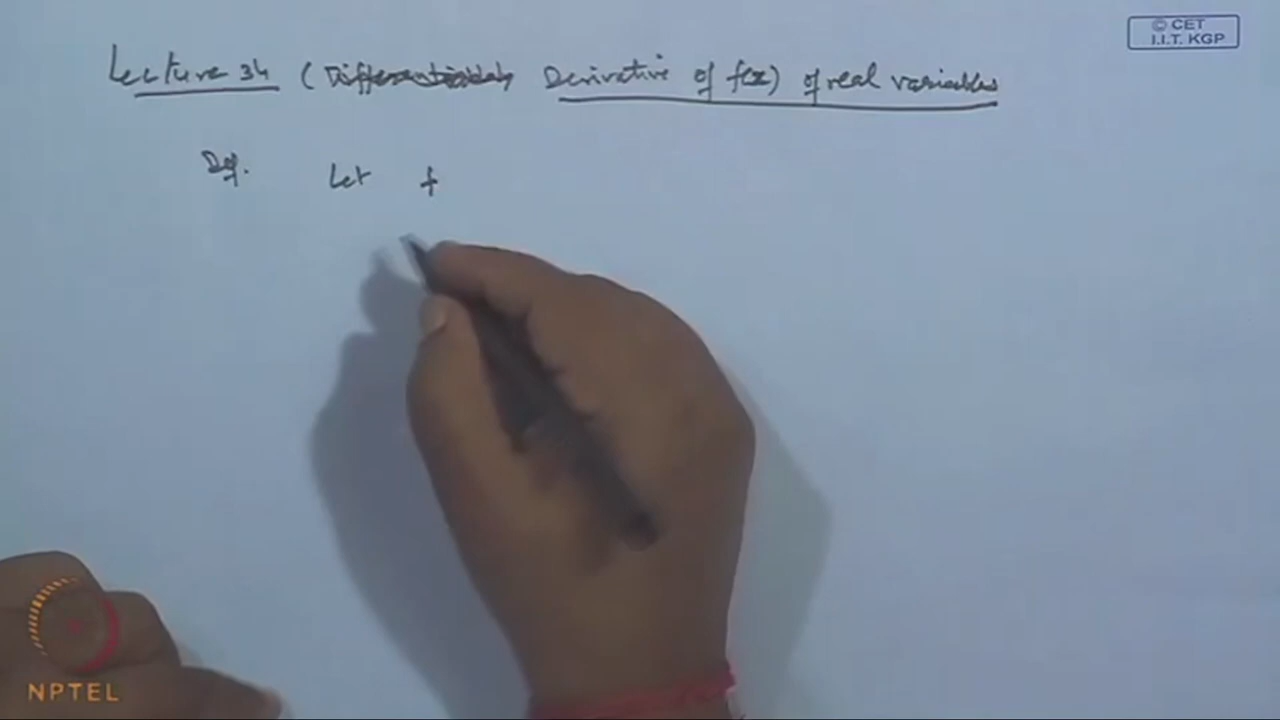 © CET
I.I.T. KGP
Lecture 34 ( Derivative of f(x)) of real variables
Def. Let f
NPTEL